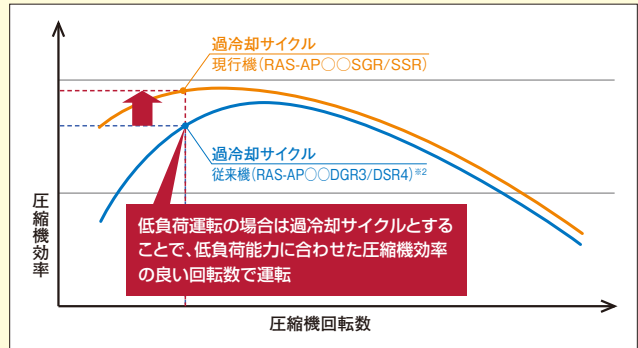 過冷却サイクル
現行機(RAS-AP○○SGR/SSR)
過冷却サイクル
従来機(RAS-AP○○DGR3/DSR4)※2
低負荷運転の場合は過冷却サイクルとする
ことで、低負荷能力に合わせた圧縮機効率
の良い回転数で運転
圧縮機効率
圧縮機回転数